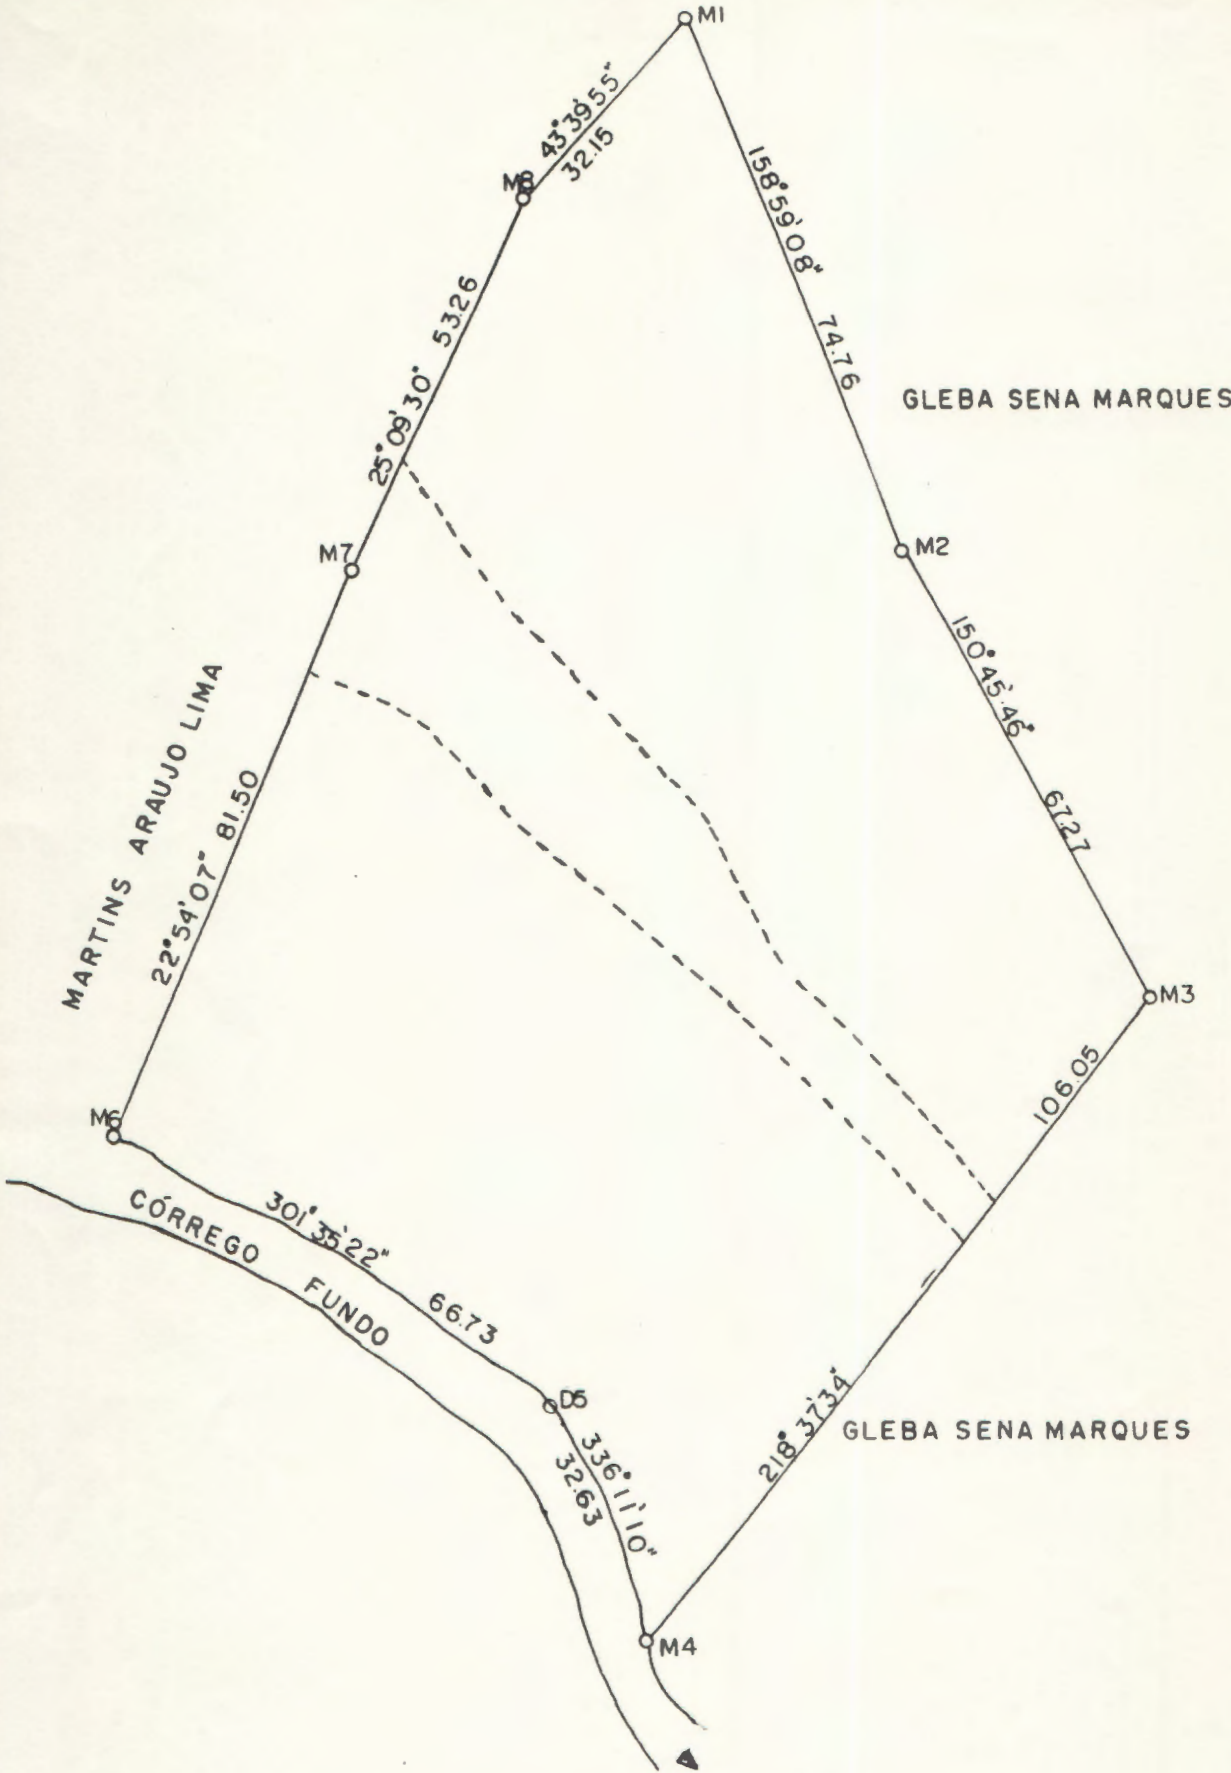 M1
43°39'55"
32.15
M8
158°59'08"
74.76
25°09'30" 53.26
GLEBA SENA MARQUES
M2
M7
150°45'46"
67.27
MARTINS ARAUJO LIMA
22°54'07" 81.50
M3
106.05
M6
CÓRREGO FUNDO
301°35'22"
66.73
D5
336°11'10"
32.63
218°37'34"
GLEBA SENA MARQUES
M4